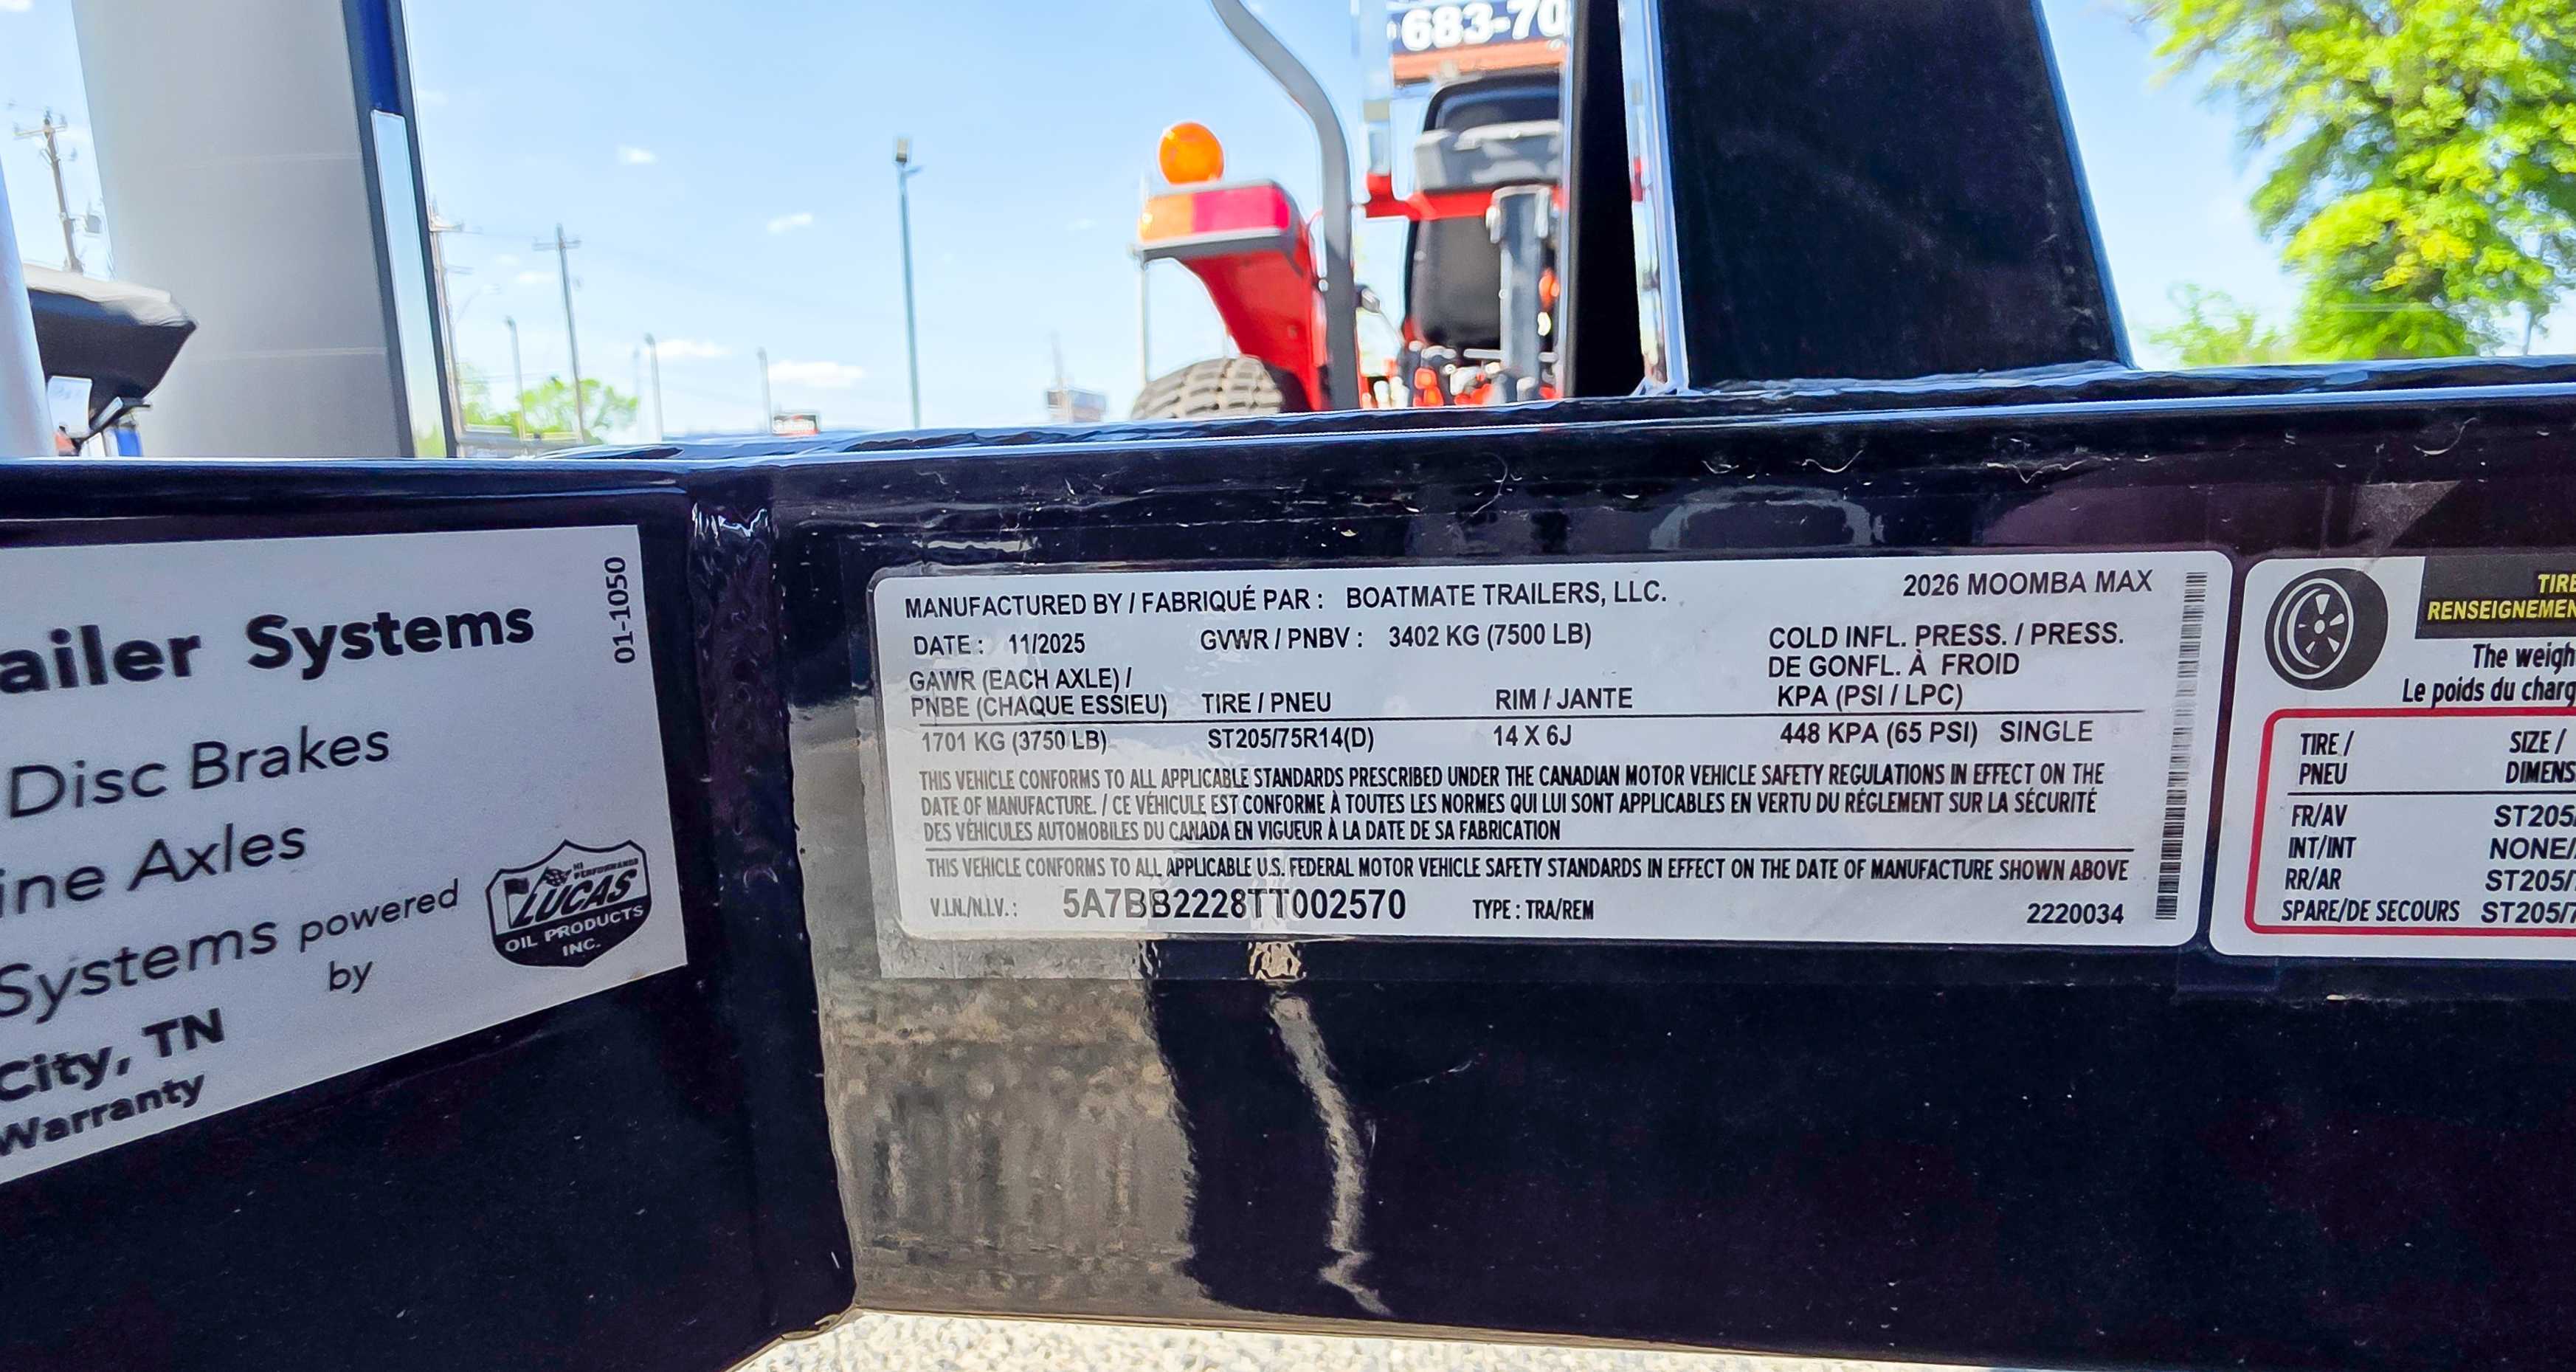 683-70
ailer Systems
01-1050
Disc Brakes
ine Axles
Systems powered
by
HI PERFORMANCE
LUCAS
OIL PRODUCTS
INC.
City, TN
Warranty
MANUFACTURED BY / FABRIQUÉ PAR : BOATMATE TRAILERS, LLC.
2026 MOOMBA MAX
DATE : 11/2025 GVWR / PNBV : 3402 KG (7500 LB)
COLD INFL. PRESS. / PRESS.
DE GONFL. À FROID
KPA (PSI / LPC)
GAWR (EACH AXLE) /
PNBE (CHAQUE ESSIEU) TIRE / PNEU RIM / JANTE
1701 KG (3750 LB) ST205/75R14(D) 14 X 6J 448 KPA (65 PSI) SINGLE
THIS VEHICLE CONFORMS TO ALL APPLICABLE STANDARDS PRESCRIBED UNDER THE CANADIAN MOTOR VEHICLE SAFETY REGULATIONS IN EFFECT ON THE
DATE OF MANUFACTURE. / CE VÉHICULE EST CONFORME À TOUTES LES NORMES QUI LUI SONT APPLICABLES EN VERTU DU RÉGLEMENT SUR LA SÉCURITÉ
DES VÉHICULES AUTOMOBILES DU CANADA EN VIGUEUR À LA DATE DE SA FABRICATION
THIS VEHICLE CONFORMS TO ALL APPLICABLE U.S. FEDERAL MOTOR VEHICLE SAFETY STANDARDS IN EFFECT ON THE DATE OF MANUFACTURE SHOWN ABOVE
V.I.N./N.I.V. : 5A7BB2228TT002570 TYPE : TRA/REM 2220034
TIRE
RENSEIGNEMEN
The weigh
Le poids du charg
TIRE / SIZE /
PNEU DIMENS
FR/AV ST205/
INT/INT NONE/
RR/AR ST205/7
SPARE/DE SECOURS ST205/7